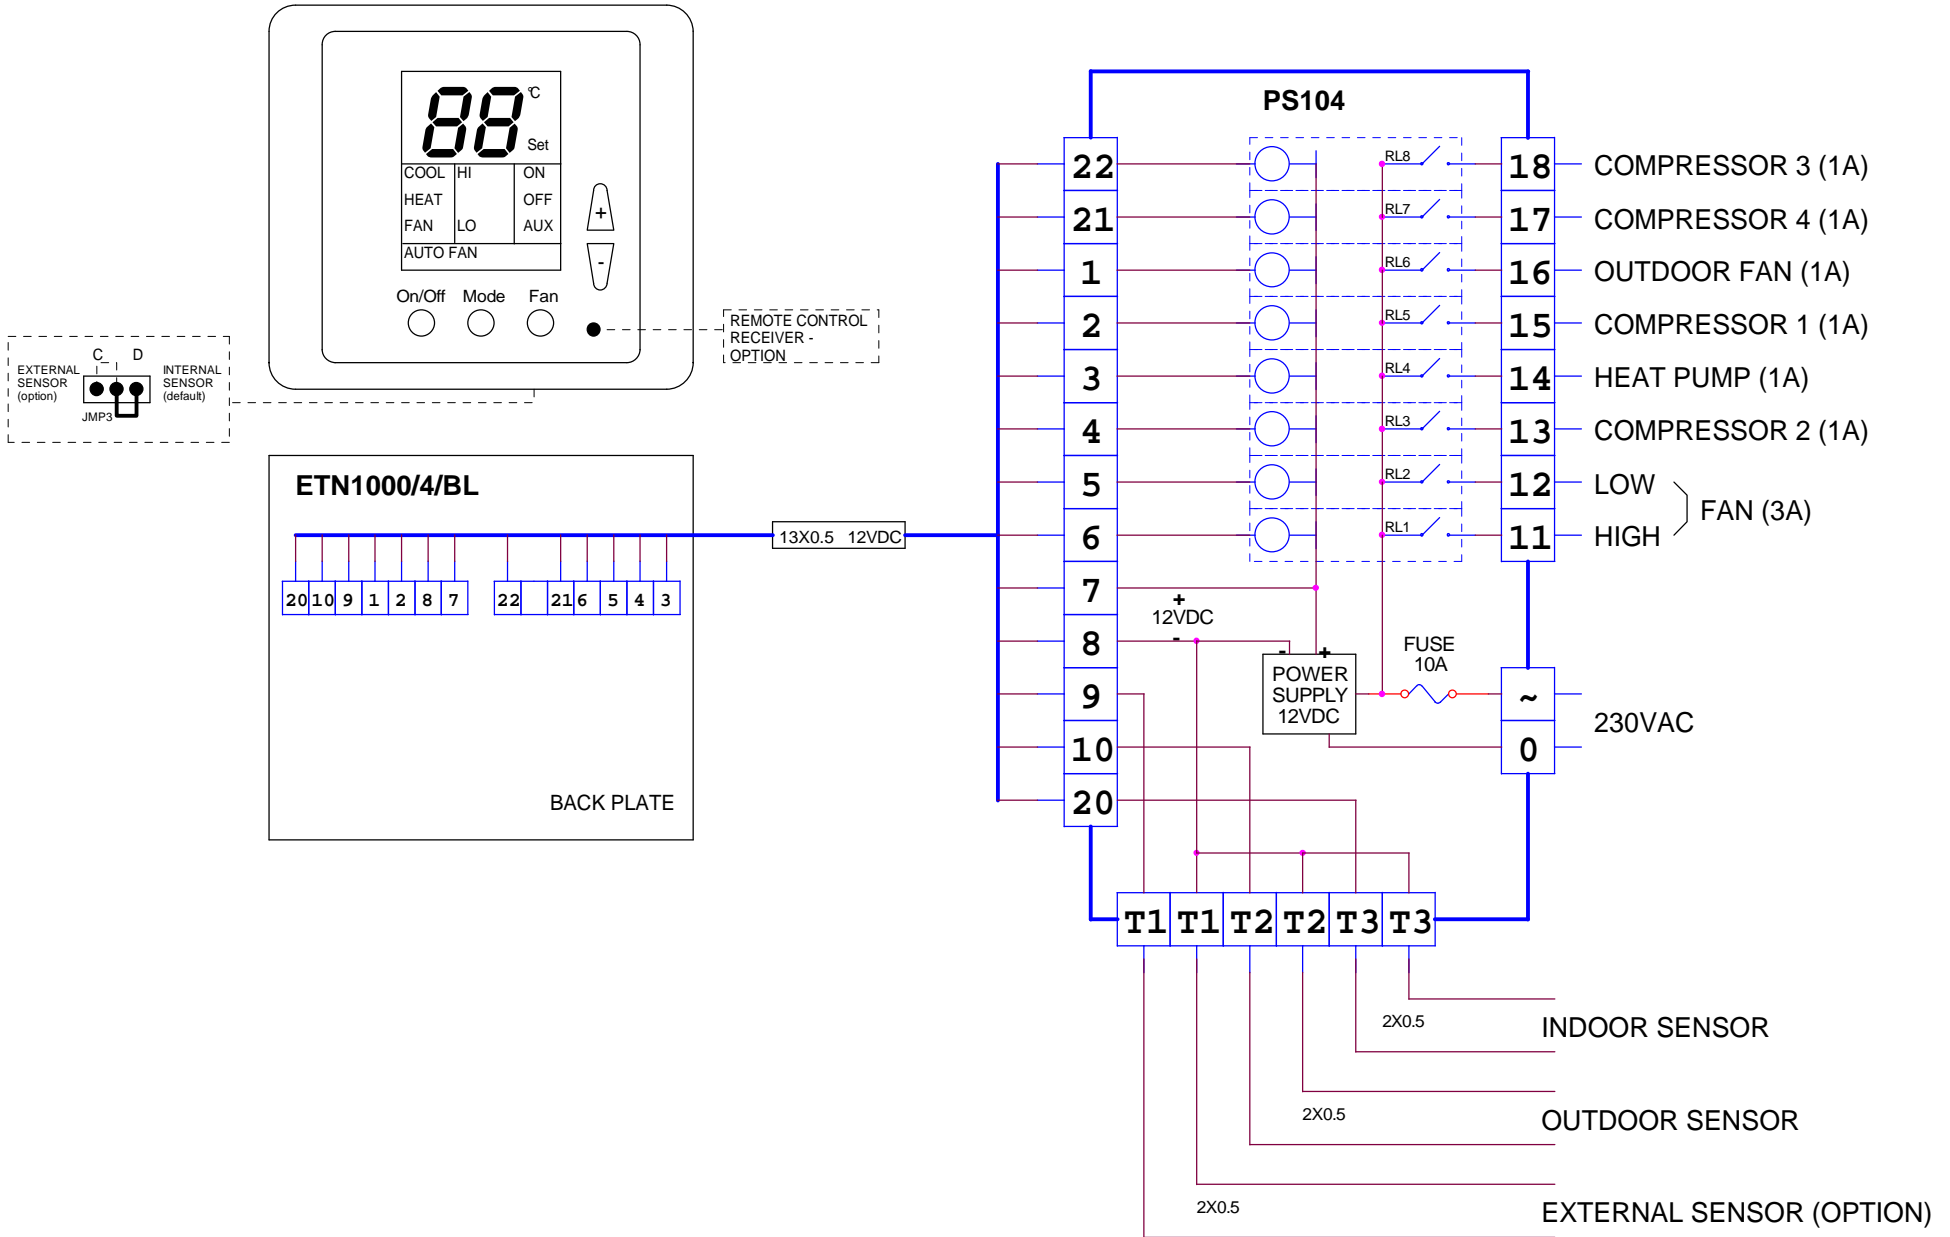 88 °C
Set
COOL HI ON
HEAT OFF
FAN LO AUX
AUTO FAN
+
-
On/Off Mode Fan
REMOTE CONTROL
RECEIVER -
OPTION
C D
EXTERNAL
SENSOR
(option)
INTERNAL
SENSOR
(default)
JMP3
ETN1000/4/BL
20 10 9 1 2 8 7 22 21 6 5 4 3
BACK PLATE
13X0.5 12VDC
PS104
22 RL8 18 COMPRESSOR 3 (1A)
21 RL7 17 COMPRESSOR 4 (1A)
1 RL6 16 OUTDOOR FAN (1A)
2 RL5 15 COMPRESSOR 1 (1A)
3 RL4 14 HEAT PUMP (1A)
4 RL3 13 COMPRESSOR 2 (1A)
5 RL2 12 LOW
FAN (3A)
6 RL1 11 HIGH
7
+
12VDC
-
8
- +
POWER
SUPPLY
12VDC
FUSE
10A
9 ~
230VAC
10 0
20
T1 T1 T2 T2 T3 T3
2X0.5
INDOOR SENSOR
2X0.5
OUTDOOR SENSOR
2X0.5
EXTERNAL SENSOR (OPTION)